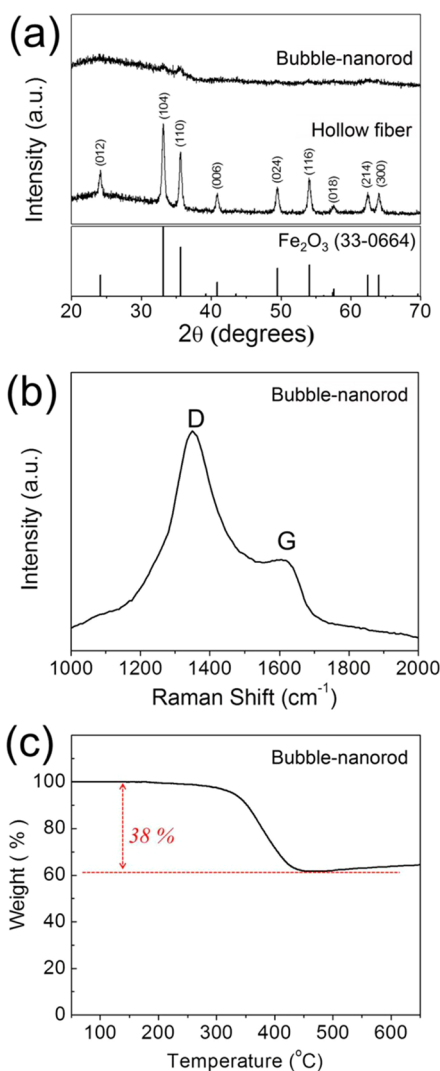 (a)
Bubble-nanorod
Hollow fiber
(012)
(104)
(110)
(006)
(024)
(116)
(018)
(214)
(300)
Fe₂O₃ (33-0664)
Intensity (a.u.)
20 30 40 50 60 70
2θ (degrees)
(b)
Bubble-nanorod
D
G
Intensity (a.u.)
1000 1200 1400 1600 1800 2000
Raman Shift (cm⁻¹)
(c)
Bubble-nanorod
100
80
60
40
20
0
38 %
Weight ( % )
100 200 300 400 500 600
Temperature (°C)